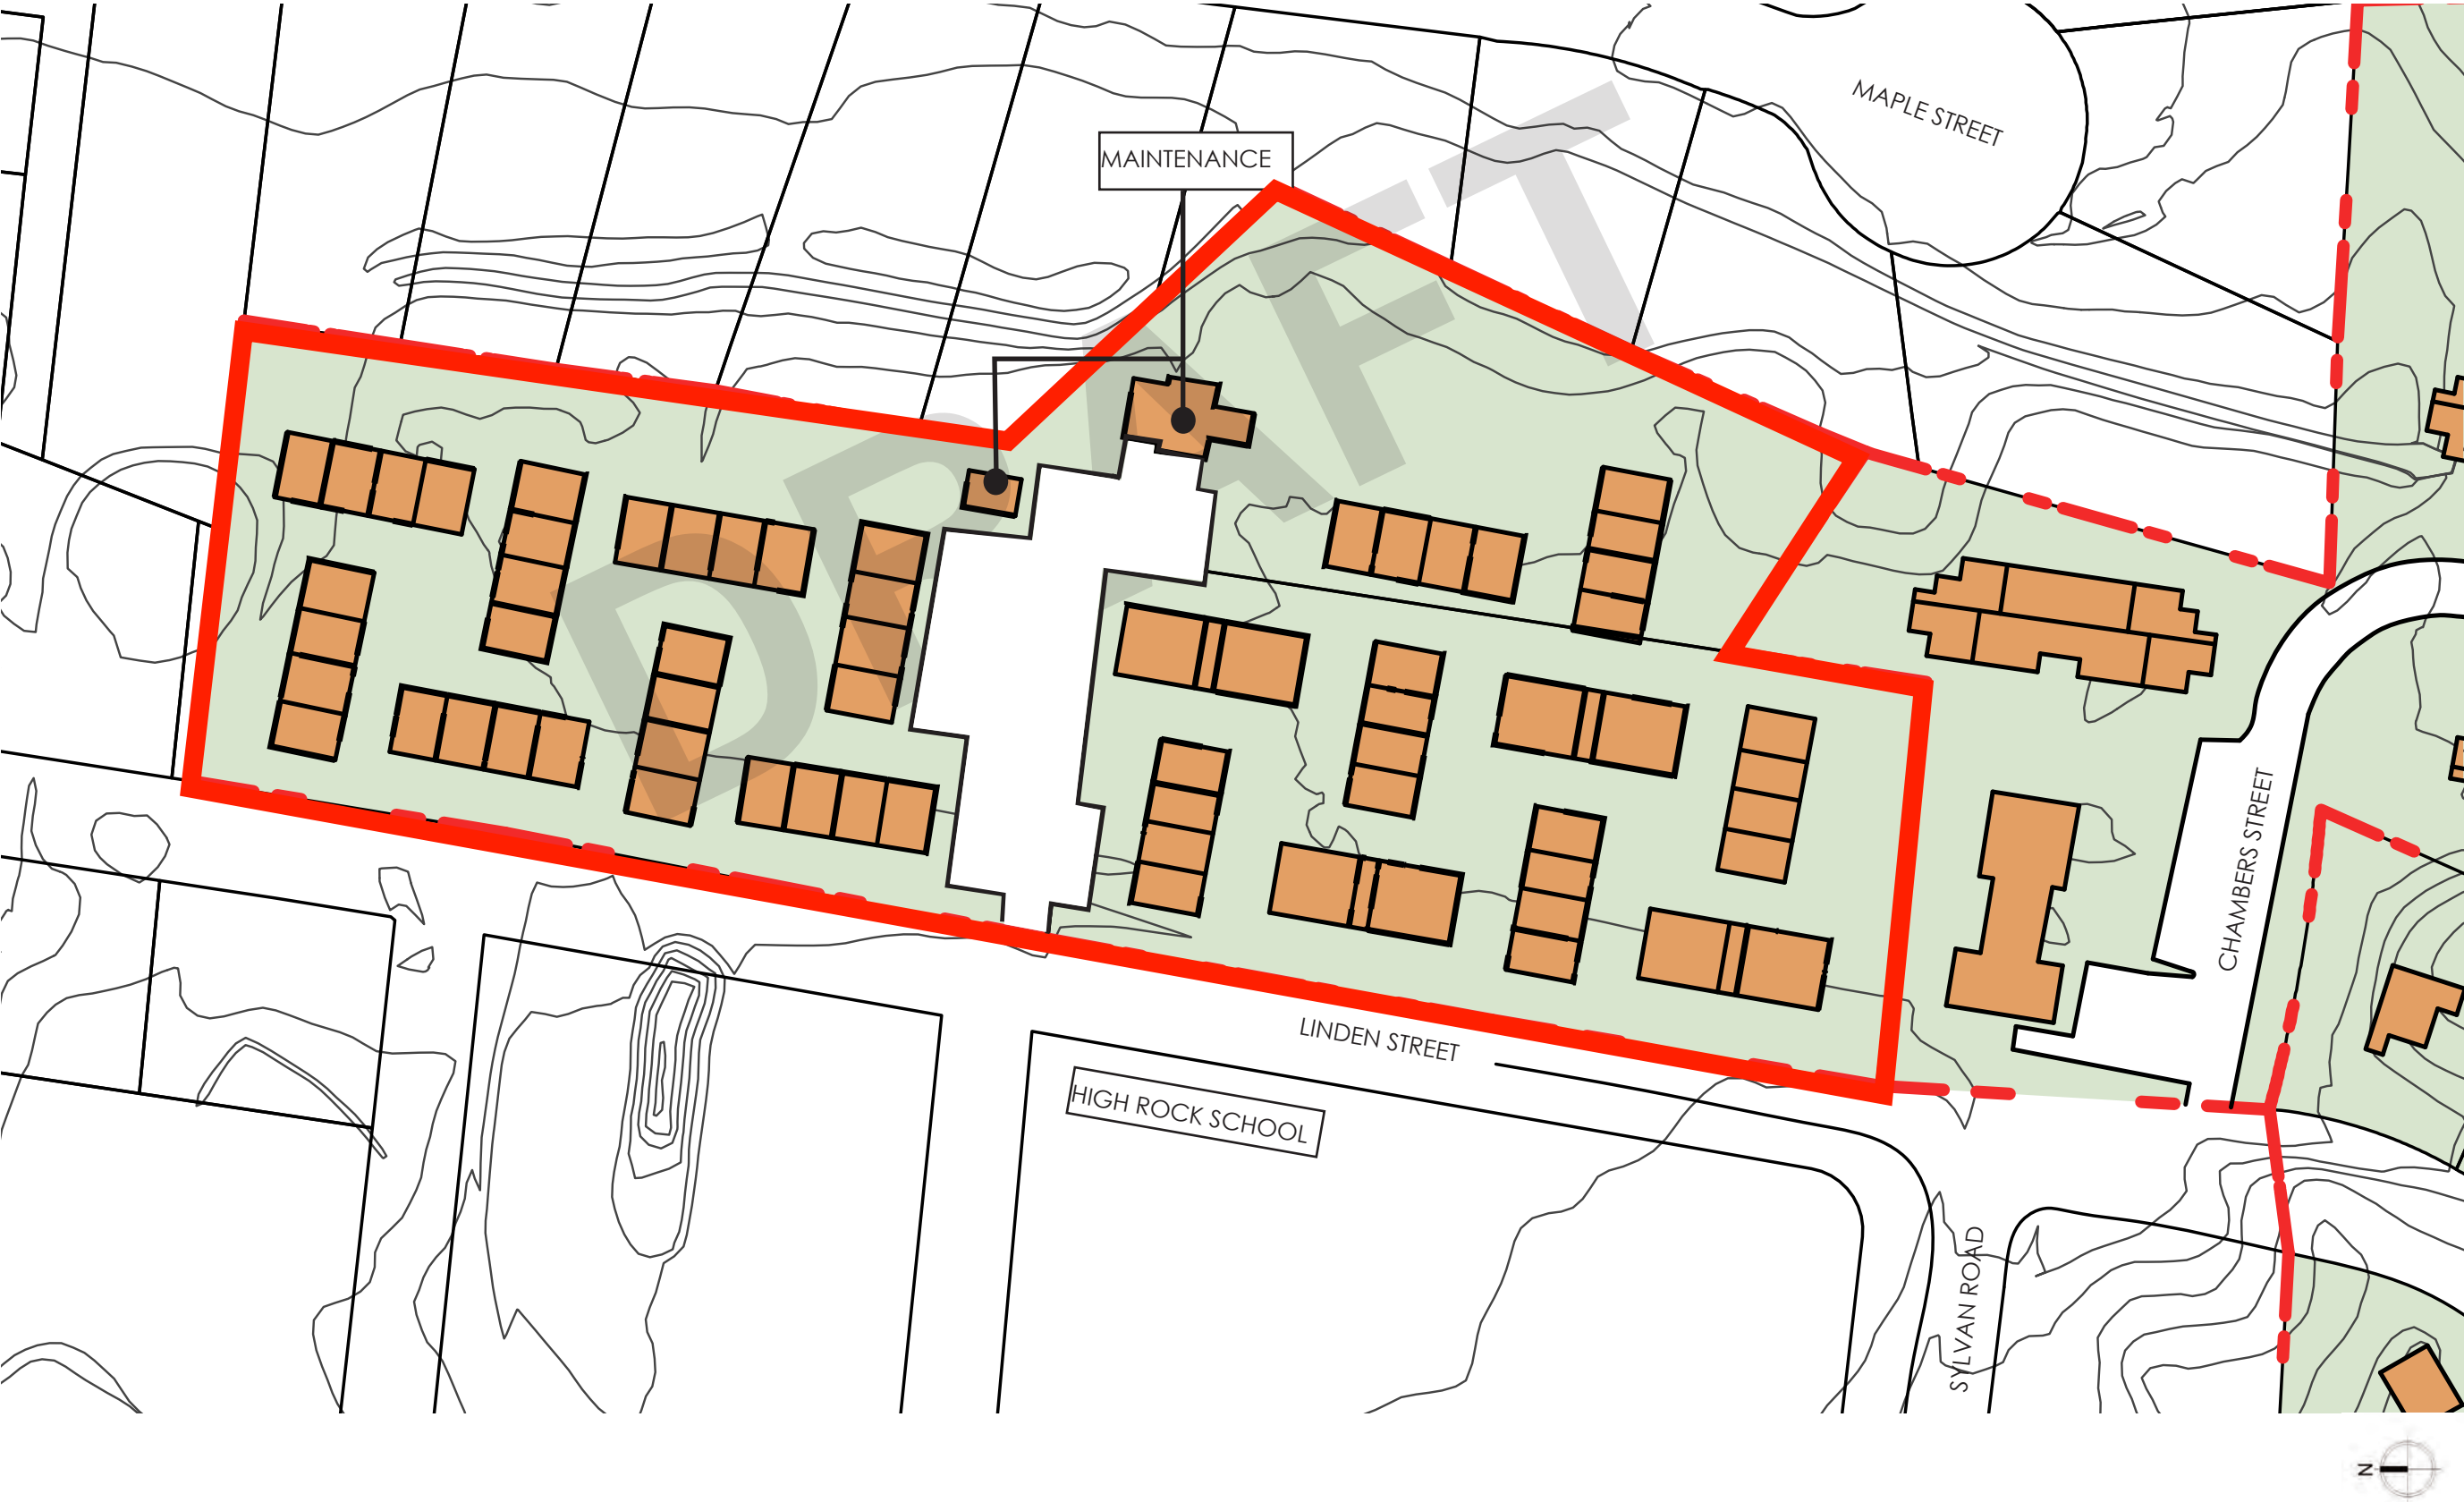 MAPLE STREET
MAINTENANCE
DRAFT
CHAMBERS STREET
LINDEN STREET
HIGH ROCK SCHOOL
SYLVAN ROAD
N